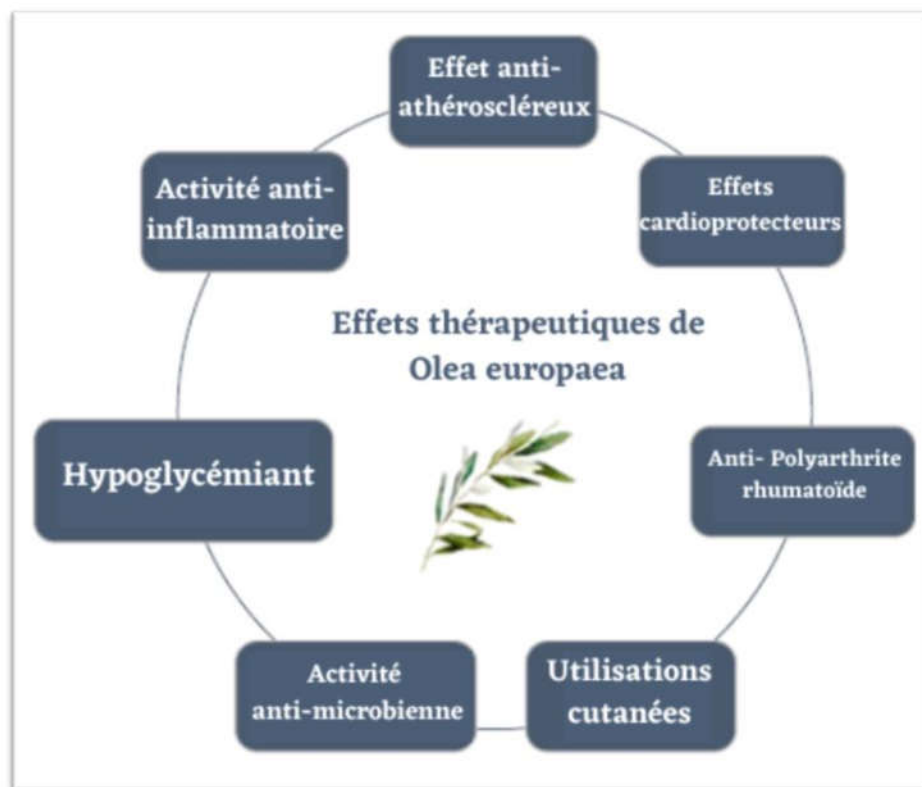 Effet anti-
athéroscléreux
Effets
cardioprotecteurs
Activité anti-
inflammatoire
Effets thérapeutiques de
Olea europaea
Hypoglycémiant
Anti- Polyarthrite
rhumatoïde
Activité
anti-microbienne
Utilisations
cutanées